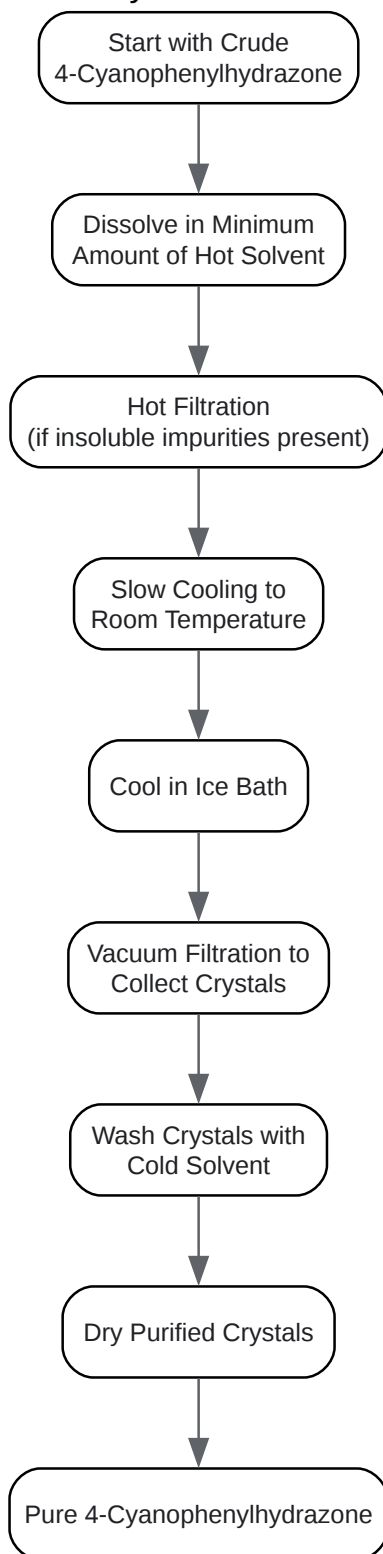 Start with Crude
4-Cyanophenylhydrazone
Dissolve in Minimum
Amount of Hot Solvent
Hot Filtration
(if insoluble impurities present)
Slow Cooling to
Room Temperature
Cool in Ice Bath
Vacuum Filtration to
Collect Crystals
Wash Crystals with
Cold Solvent
Dry Purified Crystals
Pure 4-Cyanophenylhydrazone